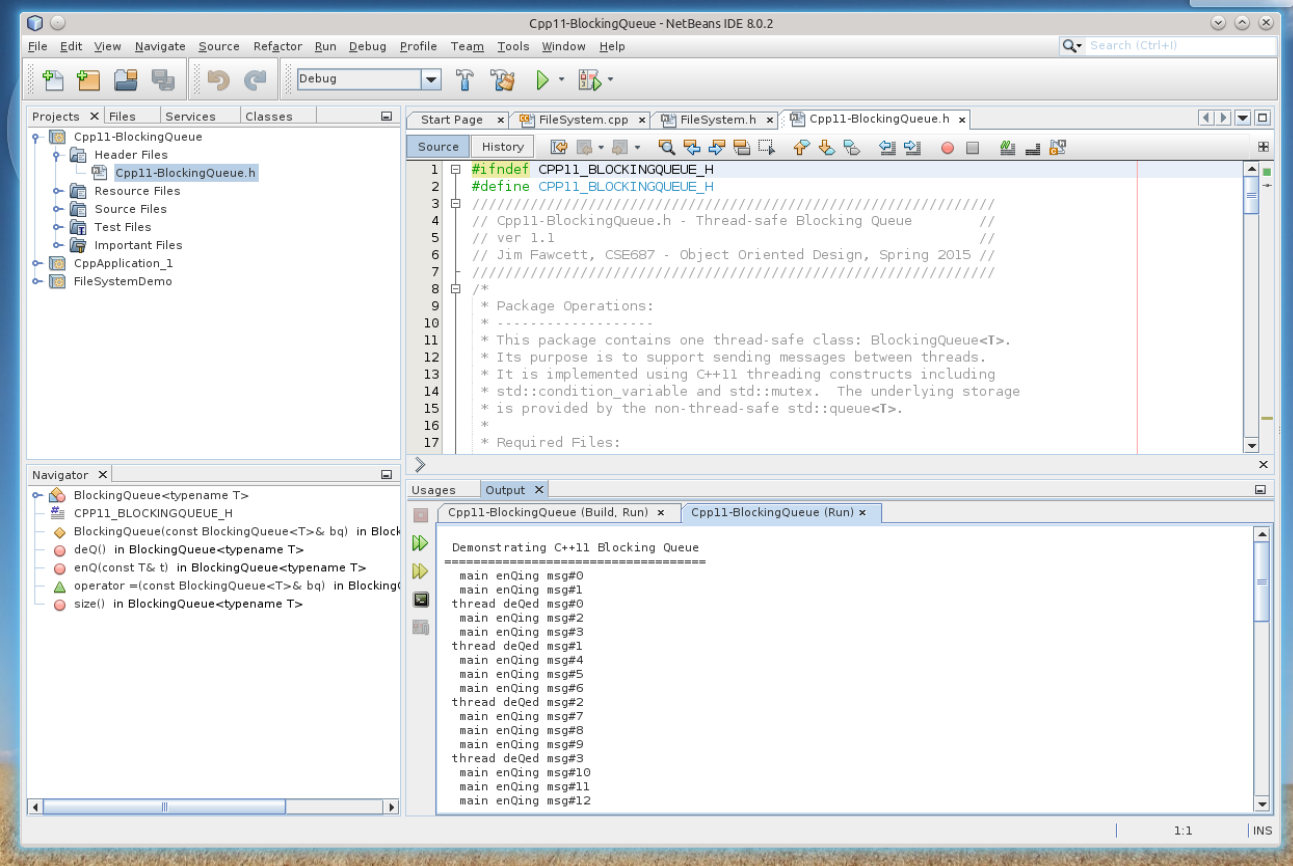 Cpp11-BlockingQueue - NetBeans IDE 8.0.2
File Edit View Navigate Source Refactor Run Debug Profile Team Tools Window Help
Search (Ctrl+I)
Debug
Projects Files Services Classes
Cpp11-BlockingQueue
Header Files
Cpp11-BlockingQueue.h
Resource Files
Source Files
Test Files
Important Files
CppApplication_1
FileSystemDemo
Navigator
BlockingQueue<typename T>
CPP11_BLOCKINGQUEUE_H
BlockingQueue(const BlockingQueue<T>& bq) in Block
deQ() in BlockingQueue<typename T>
enQ(const T& t) in BlockingQueue<typename T>
operator =(const BlockingQueue<T>& bq) in BlockingQ
size() in BlockingQueue<typename T>
Start Page FileSystem.cpp FileSystem.h Cpp11-BlockingQueue.h
Source History
1 #ifndef CPP11_BLOCKINGQUEUE_H
2 #define CPP11_BLOCKINGQUEUE_H
3 ///////////////////////////////////////////////////////////////
4 // Cpp11-BlockingQueue.h - Thread-safe Blocking Queue //
5 // ver 1.1 //
6 // Jim Fawcett, CSE687 - Object Oriented Design, Spring 2015 //
7 ///////////////////////////////////////////////////////////////
8 /*
9 * Package Operations:
10 * -------------------
11 * This package contains one thread-safe class: BlockingQueue<T>.
12 * Its purpose is to support sending messages between threads.
13 * It is implemented using C++11 threading constructs including
14 * std::condition_variable and std::mutex. The underlying storage
15 * is provided by the non-thread-safe std::queue<T>.
16 *
17 * Required Files:
Usages Output
Cpp11-BlockingQueue (Build, Run) Cpp11-BlockingQueue (Run)
Demonstrating C++11 Blocking Queue
=================================
main enQing msg#0
main enQing msg#1
thread deQed msg#0
main enQing msg#2
main enQing msg#3
thread deQed msg#1
main enQing msg#4
main enQing msg#5
main enQing msg#6
thread deQed msg#2
main enQing msg#7
main enQing msg#8
main enQing msg#9
thread deQed msg#3
main enQing msg#10
main enQing msg#11
main enQing msg#12
1:1 INS